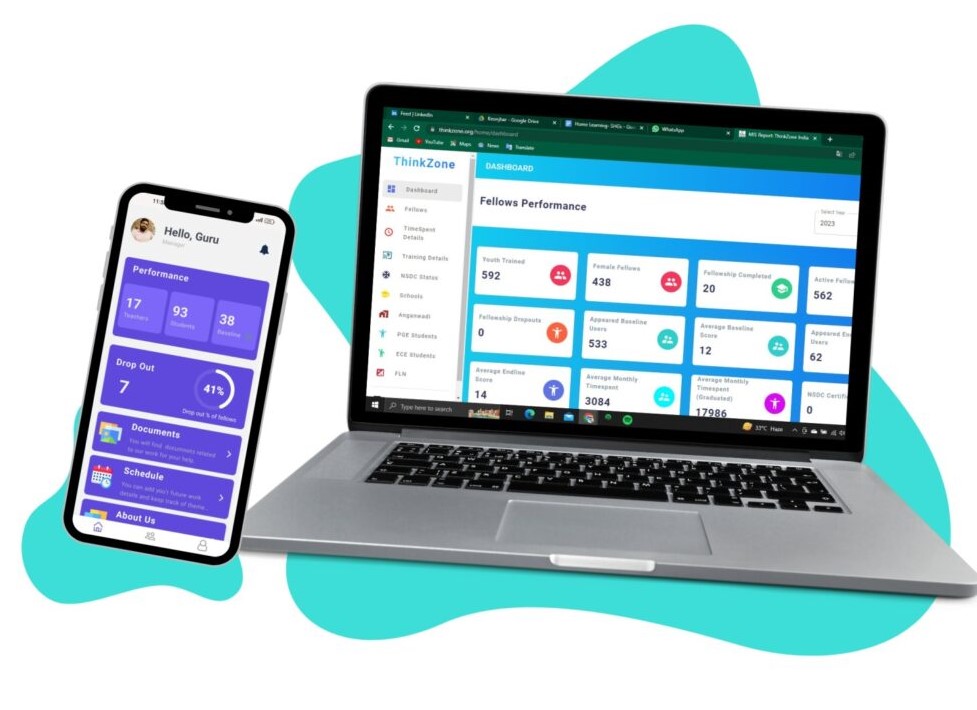 11:3
Hello, Guru
Manager
Performance
17
93
38
Teachers
Students
Baseline
Drop Out
7
41%
Drop out % of fellows
Documents
You will find documents related
to our work for your help.
Schedule
You can add you'r future work
details and keep track of theme
About Us
Feed | LinkedIn
Google Drive
Home Learning-
WhatsApp
MIS Report- ThinkZone India
thinkzone.org/home/dashboard
Gmail
YouTube
Maps
News
Translate
ThinkZone
DASHBOARD
Dashboard
Fellows
TimeSpent
Details
Training Details
NSDC Status
Schools
Anganwadi
PGE Students
ECE Students
FLN
Fellows Performance
Select Year
2023
Youth Trained
592
Female Fellows
438
Fellowship Completed
20
Active Fellow
562
Fellowship Dropouts
0
Appeared Baseline
Users
533
Average Baseline
Score
12
Appeared En
Users
62
Average Endline
Score
14
Average Monthly
Timespent
3084
Average Monthly
Timespent
(Graduated)
17986
NSDC Certifi
0
Type here to search
33°C Haze